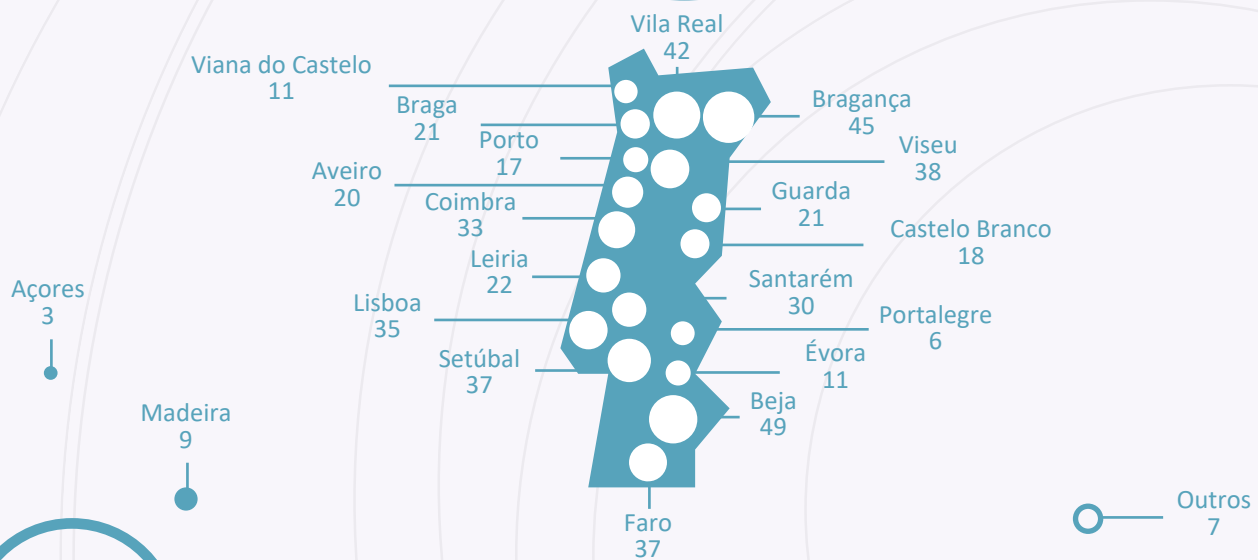 Vila Real
42
Viana do Castelo
11
Braga
21
Bragança
45
Porto
17
Viseu
38
Aveiro
20
Guarda
21
Coimbra
33
Castelo Branco
18
Leiria
22
Santarém
30
Açores
3
Lisboa
35
Portalegre
6
Setúbal
37
Évora
11
Beja
49
Madeira
9
Outros
7
Faro
37